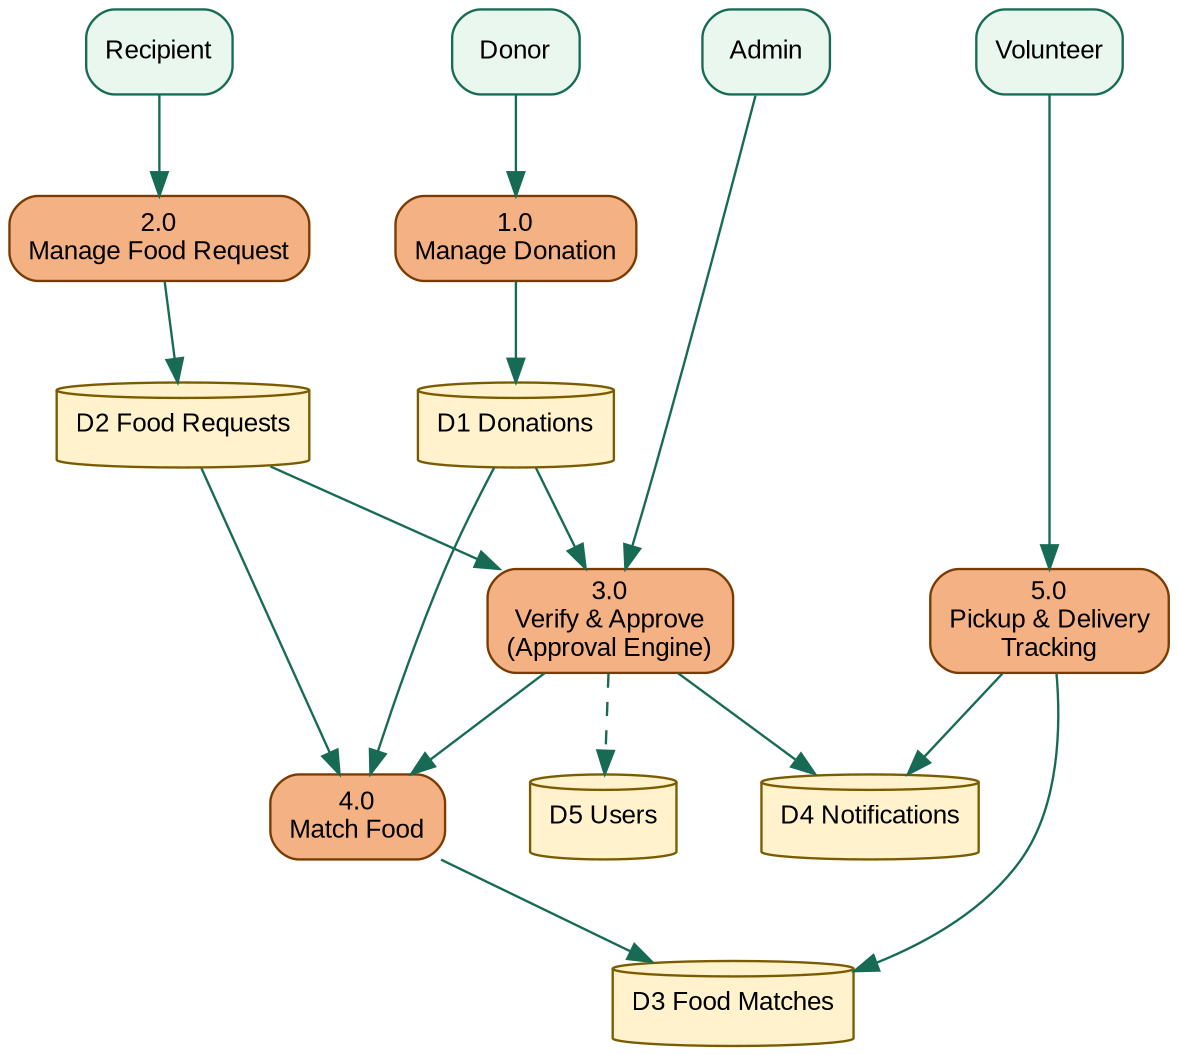 Recipient
Donor
Admin
Volunteer
2.0
Manage Food Request
1.0
Manage Donation
D2 Food Requests
D1 Donations
3.0
Verify & Approve
(Approval Engine)
5.0
Pickup & Delivery
Tracking
4.0
Match Food
D5 Users
D4 Notifications
D3 Food Matches